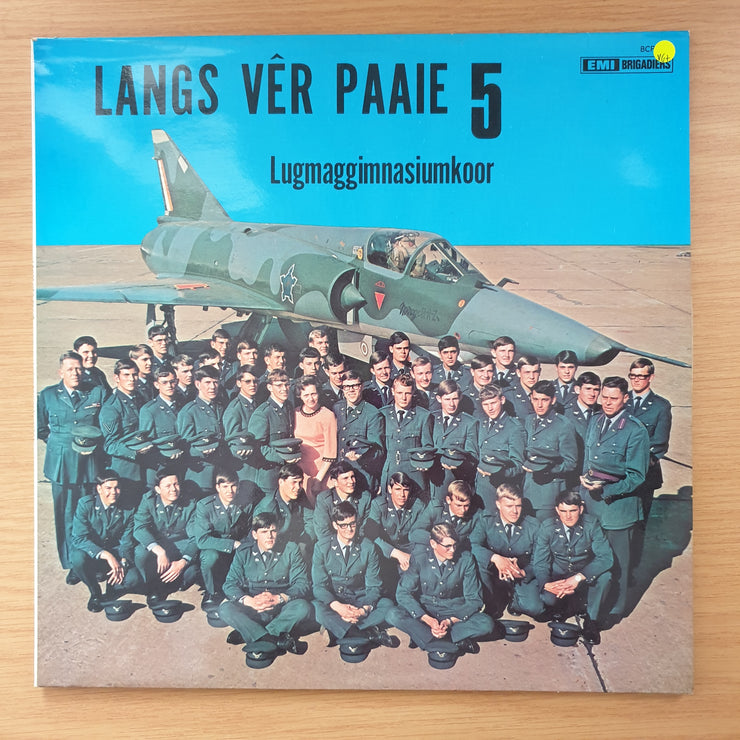 LANGS VÊR PAAIE 5
EMI BRIGADIERS
Lugmaggimnasiumkoor